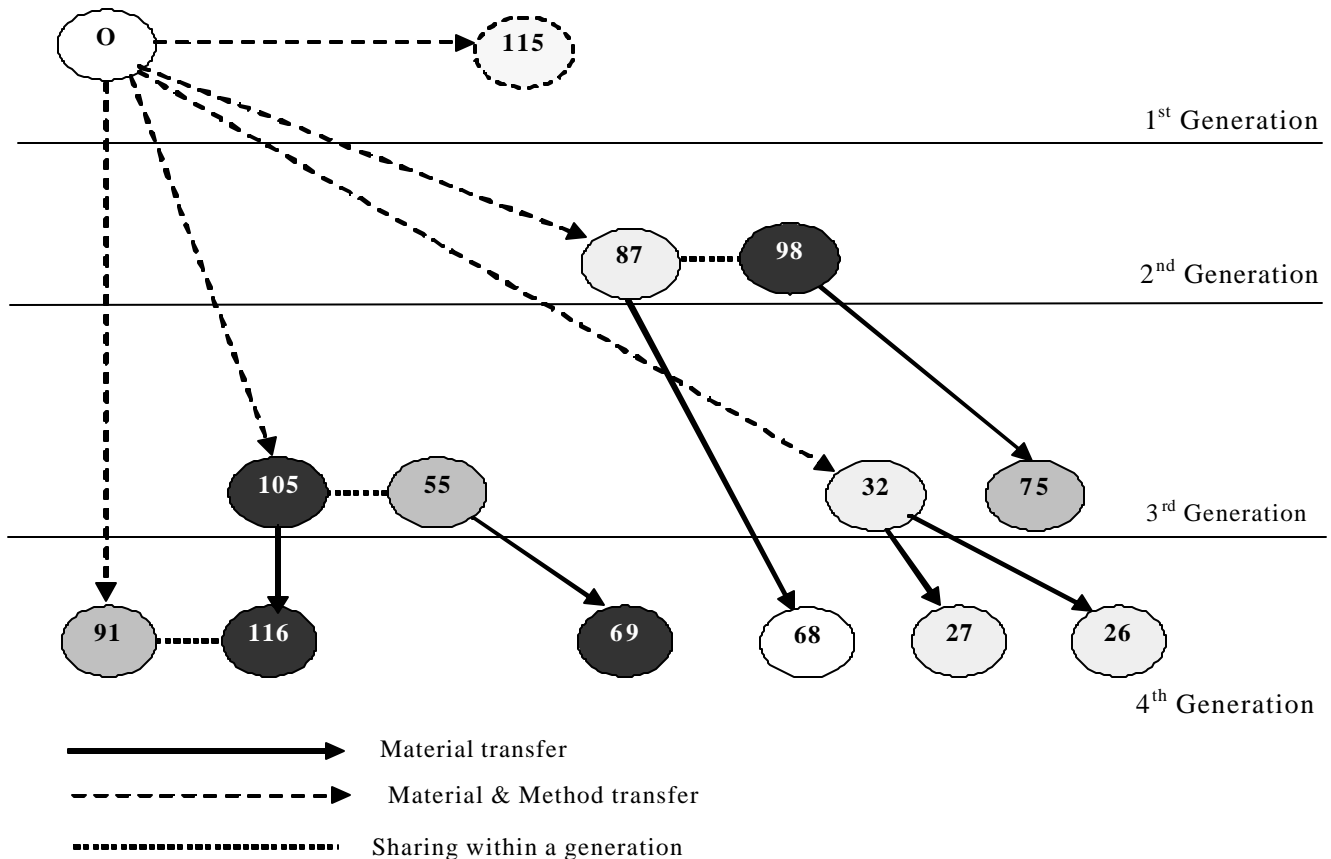 O
115
1st Generation
87
98
2nd Generation
105
55
32
75
3rd Generation
91
116
69
68
27
26
4th Generation
Material transfer
Material & Method transfer
Sharing within a generation